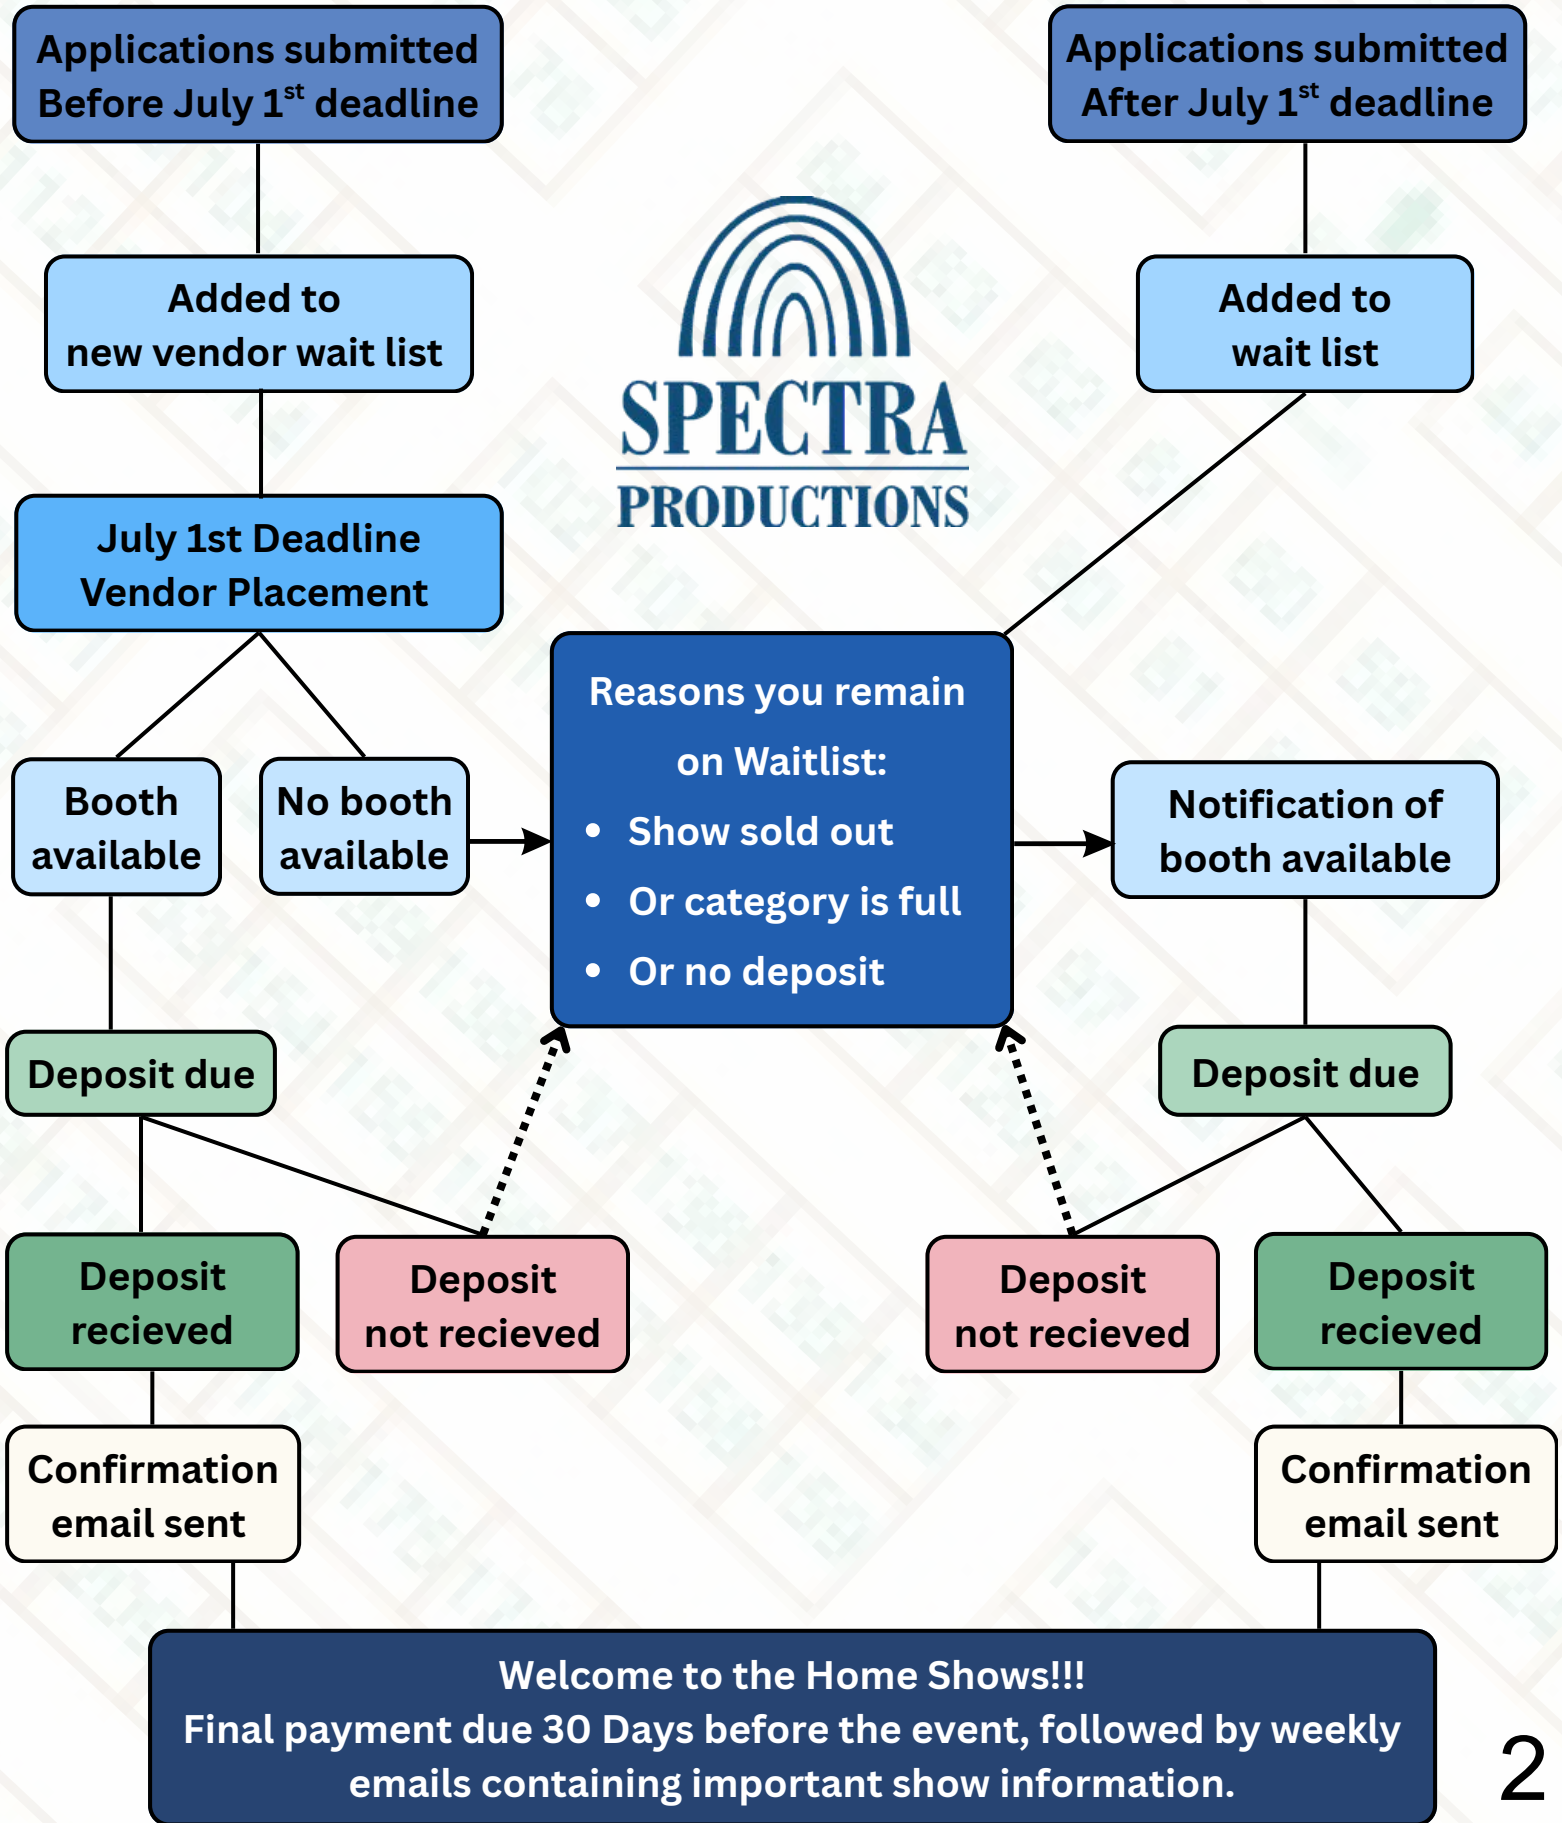 Applications submitted
Before July 1st deadline
Applications submitted
After July 1st deadline
Added to
new vendor wait list
Added to
wait list
SPECTRA
PRODUCTIONS
July 1st Deadline
Vendor Placement
Booth
available
No booth
available
Reasons you remain
on Waitlist:
• Show sold out
• Or category is full
• Or no deposit
Notification of
booth available
Deposit due
Deposit due
Deposit
recieved
Deposit
not recieved
Deposit
not recieved
Deposit
recieved
Confirmation
email sent
Confirmation
email sent
Welcome to the Home Shows!!!
Final payment due 30 Days before the event, followed by weekly
emails containing important show information.
2